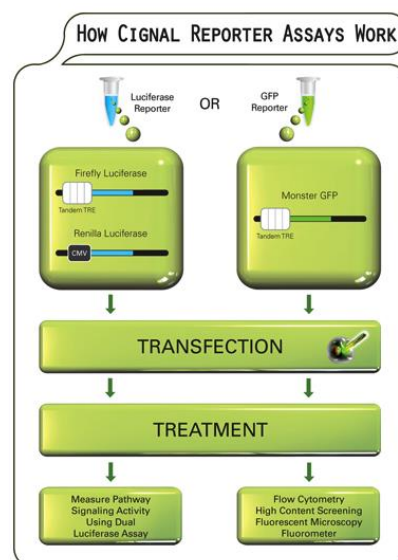 HOW CIGNAL REPORTER ASSAYS WORK
Luciferase
Reporter
OR
GFP
Reporter
Firefly Luciferase
Tandem TRE
Renilla Luciferase
CMV
Monster GFP
Tandem TRE
TRANSFECTION
TREATMENT
Measure Pathway
Signaling Activity
Using Dual
Luciferase Assay
Flow Cytometry
High Content Screening
Fluorescent Microscopy
Fluorometer